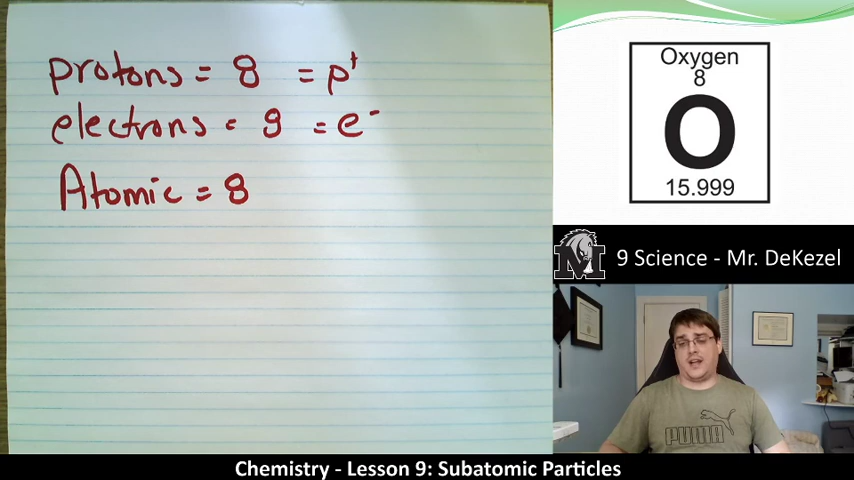 protons = 8 = p⁺
electrons = 8 = e⁻
Atomic = 8
Oxygen
8
O
15.999
M
9 Science - Mr. DeKezel
PUMA
Chemistry - Lesson 9: Subatomic Particles